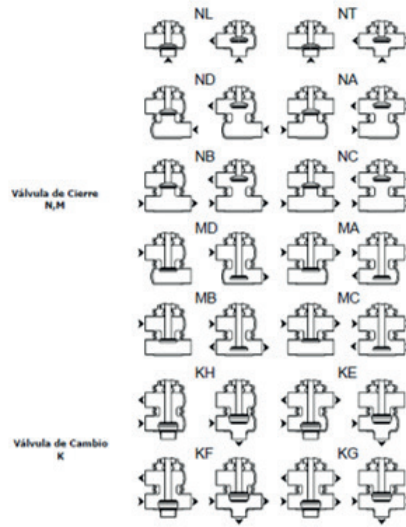 NL NT
ND NA
NB NC
Válvula de Cierre
N,M
MD MA
MB MC
KH KE
Válvula de Cambio
K
KF KG